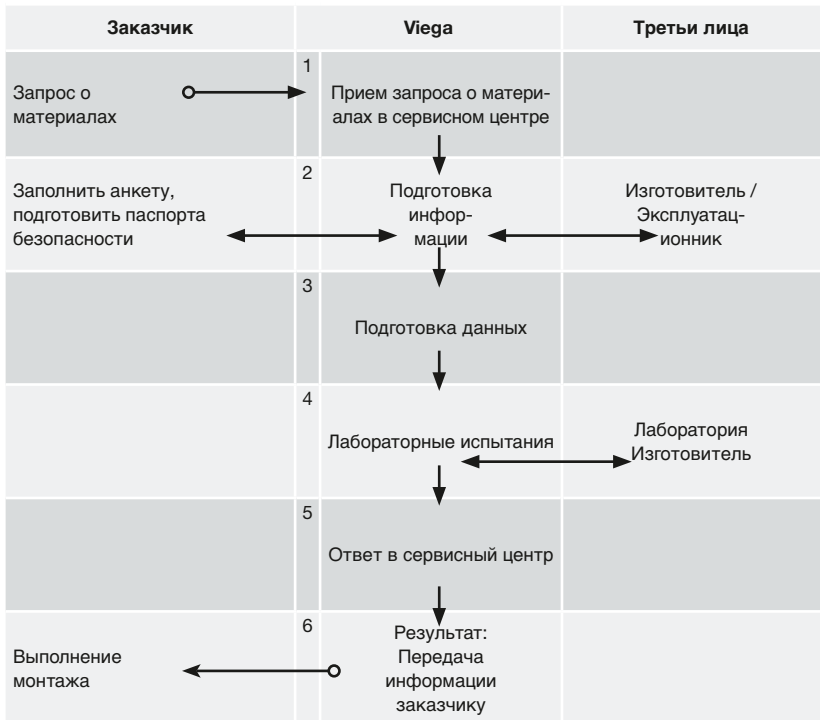 Заказчик Viega Третьи лица
1
Запрос о
материалах
Прием запроса о матери-
алах в сервисном центре
2
Заполнить анкету,
подготовить паспорта
безопасности
Подготовка
инфор-
мации
Изготовитель /
Эксплуатац-
ионник
3
Подготовка данных
4
Лабораторные испытания
Лаборатория
Изготовитель
5
Ответ в сервисный центр
6
Выполнение
монтажа
Результат:
Передача
информации
заказчику